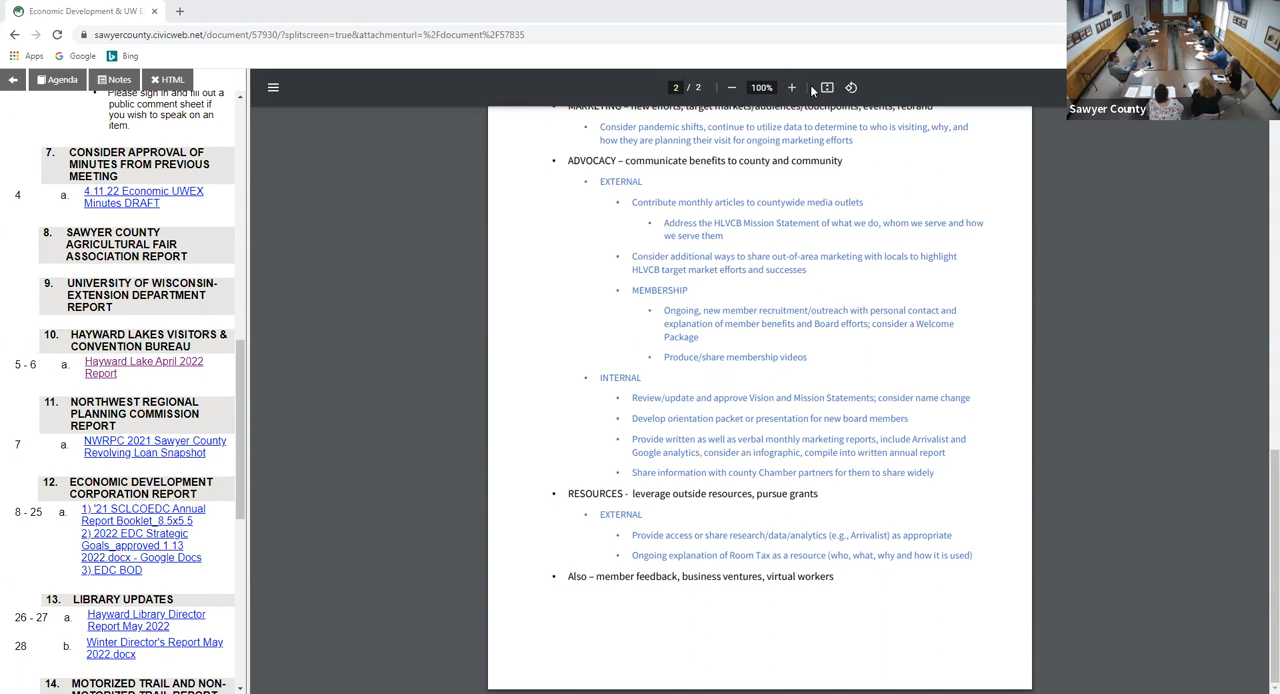 Economic Development & UW E
sawyercounty.civicweb.net/document/57930/?splitscreen=true&attachmenturl=%2Fdocument%2F57835
Apps
Google
Bing
Agenda
Notes
HTML
Please sign in and fill out a
public comment sheet if
you wish to speak on an
item.
7. CONSIDER APPROVAL OF
MINUTES FROM PREVIOUS
MEETING
4 a. 4.11.22 Economic UWEX
Minutes DRAFT
8. SAWYER COUNTY
AGRICULTURAL FAIR
ASSOCIATION REPORT
9. UNIVERSITY OF WISCONSIN-
EXTENSION DEPARTMENT
REPORT
10. HAYWARD LAKES VISITORS &
CONVENTION BUREAU
5 - 6 a. Hayward Lake April 2022
Report
11. NORTHWEST REGIONAL
PLANNING COMMISSION
REPORT
7 a. NWRPC 2021 Sawyer County
Revolving Loan Snapshot
12. ECONOMIC DEVELOPMENT
CORPORATION REPORT
8 - 25 a. 1) '21 SCLCOEDC Annual
Report Booklet_8.5x5.5
2) 2022 EDC Strategic
Goals_approved 1 13
2022.docx - Google Docs
3) EDC BOD
13. LIBRARY UPDATES
26 - 27 a. Hayward Library Director
Report May 2022
28 b. Winter Director's Report May
2022.docx
14. MOTORIZED TRAIL AND NON-
MOTORIZED TRAIL REPORT
2 / 2
100%
MARKETING – new efforts, target markets/audiences/touchpoints, events, rebrand
• Consider pandemic shifts, continue to utilize data to determine to who is visiting, why, and
how they are planning their visit for ongoing marketing efforts
• ADVOCACY – communicate benefits to county and community
• EXTERNAL
• Contribute monthly articles to countywide media outlets
• Address the HLVCB Mission Statement of what we do, whom we serve and how
we serve them
• Consider additional ways to share out-of-area marketing with locals to highlight
HLVCB target market efforts and successes
• MEMBERSHIP
• Ongoing, new member recruitment/outreach with personal contact and
explanation of member benefits and Board efforts; consider a Welcome
Package
• Produce/share membership videos
• INTERNAL
• Review/update and approve Vision and Mission Statements; consider name change
• Develop orientation packet or presentation for new board members
• Provide written as well as verbal monthly marketing reports, include Arrivalist and
Google analytics, consider an infographic, compile into written annual report
• Share information with county Chamber partners for them to share widely
• RESOURCES - leverage outside resources, pursue grants
• EXTERNAL
• Provide access or share research/data/analytics (e.g., Arrivalist) as appropriate
• Ongoing explanation of Room Tax as a resource (who, what, why and how it is used)
• Also – member feedback, business ventures, virtual workers
Sawyer County